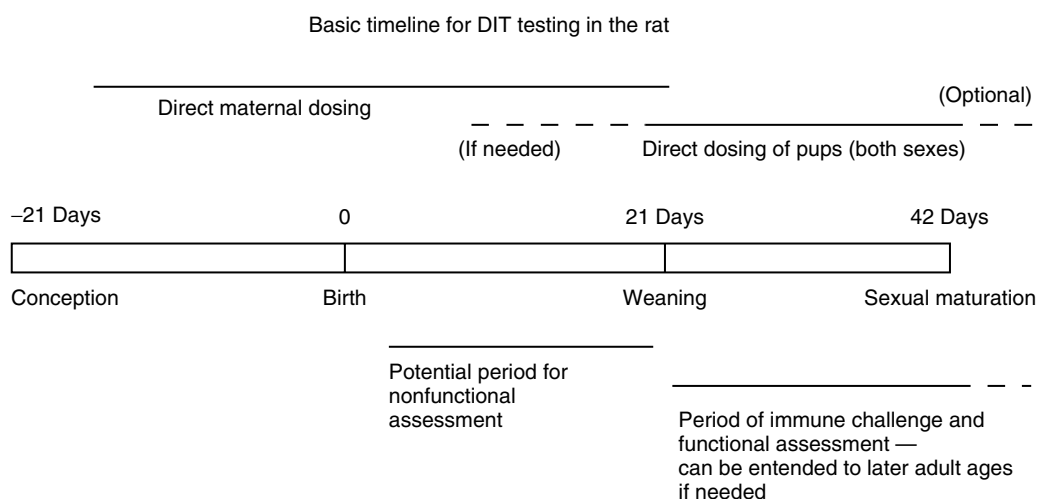 Basic timeline for DIT testing in the rat
Direct maternal dosing
(Optional)
(If needed)
Direct dosing of pups (both sexes)
–21 Days
0
21 Days
42 Days
Conception
Birth
Weaning
Sexual maturation
Potential period for
nonfunctional
assessment
Period of immune challenge and
functional assessment —
can be entended to later adult ages
if needed